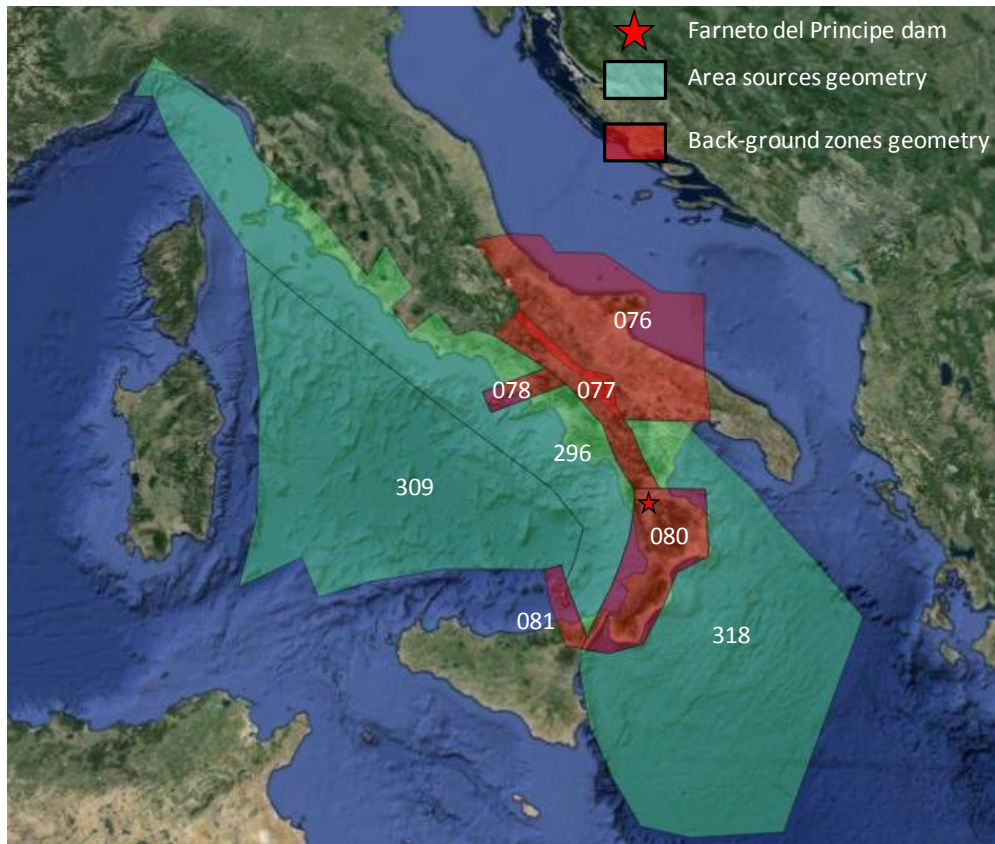 Farneto del Principe dam
Area sources geometry
Back-ground zones geometry
076
078
077
296
309
080
081
318